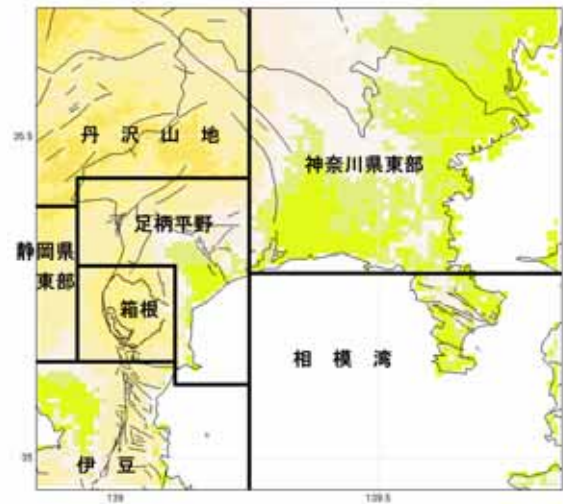 丹沢山地
35.5
神奈川県東部
足柄平野
静岡県
東部
箱根
相模湾
35
伊豆
139
139.5